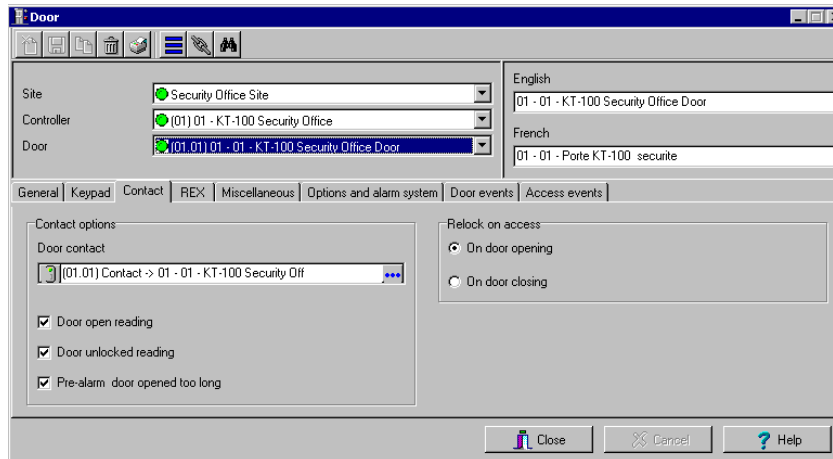 Door
Site
Security Office Site
Controller
(01) 01 - KT-100 Security Office
Door
(01.01) 01 - 01 - KT-100 Security Office Door
English
01 - 01 - KT-100 Security Office Door
French
01 - 01 - Porte KT-100 securite
General Keypad Contact REX Miscellaneous Options and alarm system Door events Access events
Contact options
Door contact
(01.01) Contact -> 01 - 01 - KT-100 Security Off
Door open reading
Door unlocked reading
Pre-alarm door opened too long
Relock on access
On door opening
On door closing
Close Cancel Help